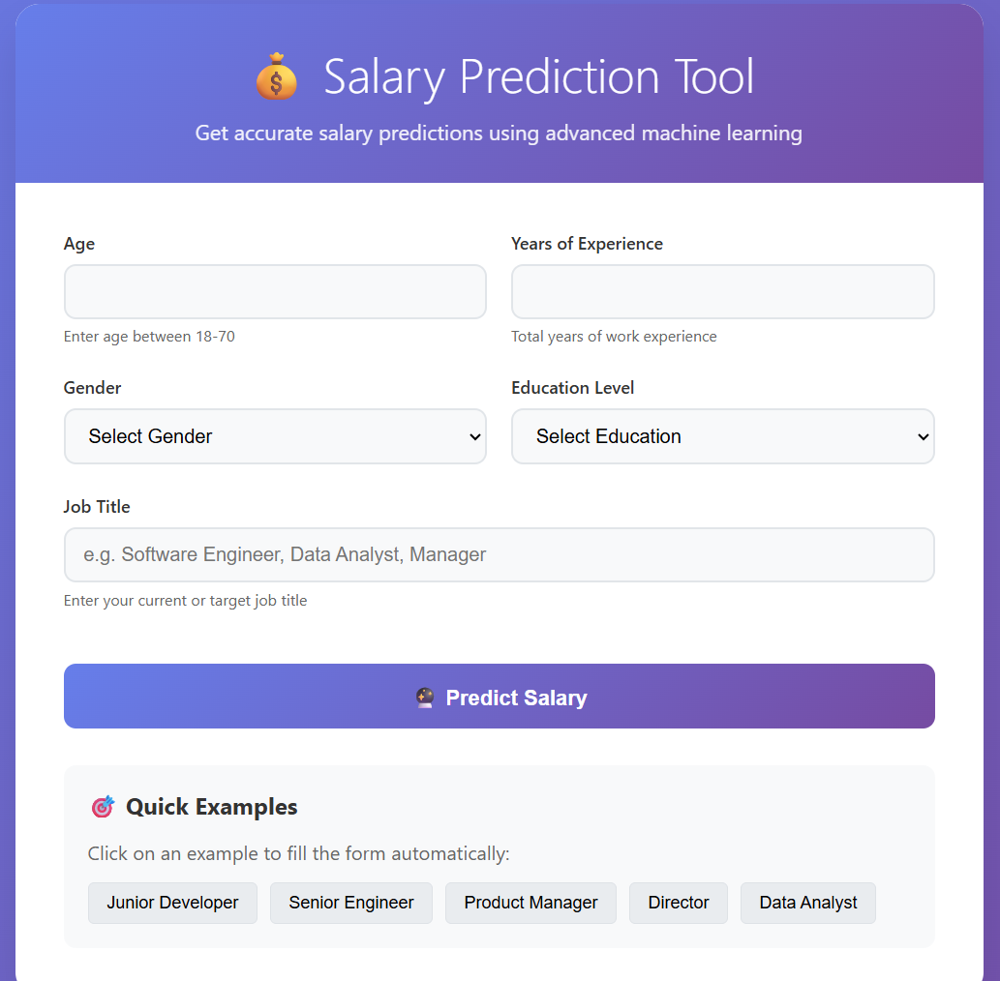 Salary Prediction Tool
Get accurate salary predictions using advanced machine learning
Age
Years of Experience
Enter age between 18-70
Total years of work experience
Gender
Education Level
Select Gender
Select Education
Job Title
e.g. Software Engineer, Data Analyst, Manager
Enter your current or target job title
Predict Salary
Quick Examples
Click on an example to fill the form automatically:
Junior Developer
Senior Engineer
Product Manager
Director
Data Analyst